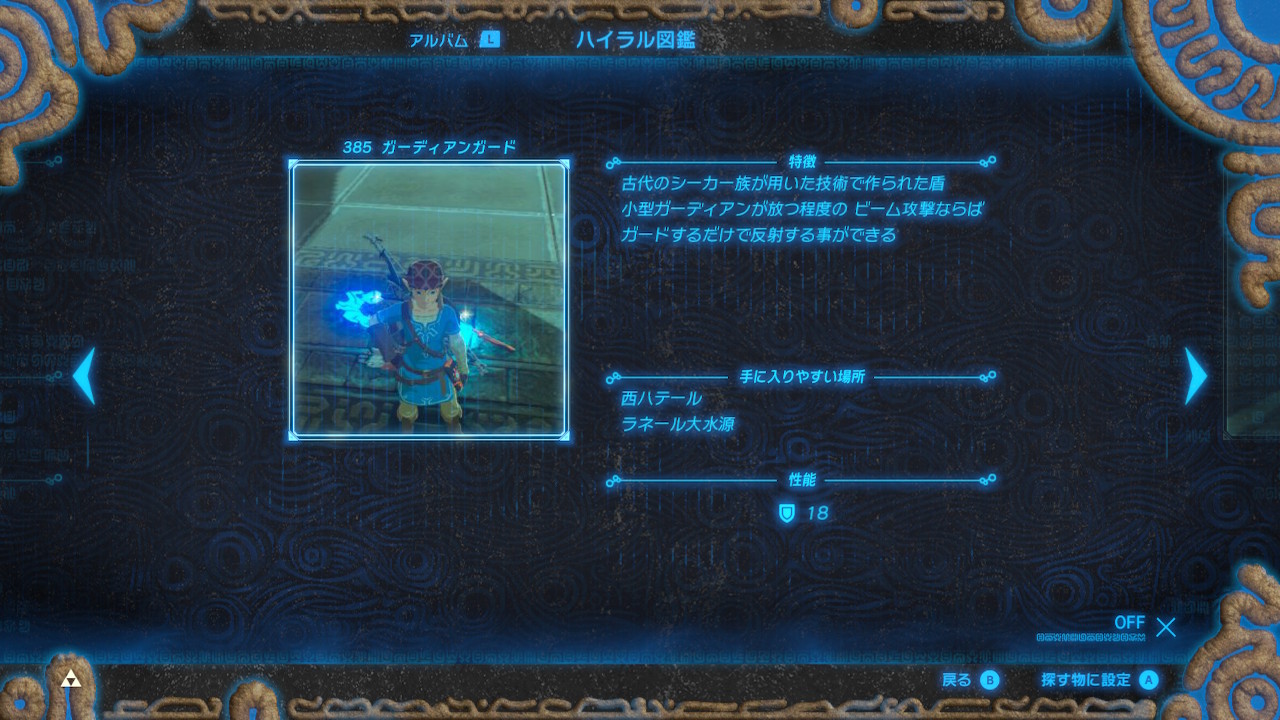 アルバム L
ハイラル図鑑
385 ガーディアンガード
特徴
古代のシーカー族が用いた技術で作られた盾
小型ガーディアンが放つ程度の ビーム攻撃ならば
ガードするだけで反射する事ができる
手に入りやすい場所
西ハテール
ラネール大水源
性能
18
OFF
戻る B
探す物に設定 A